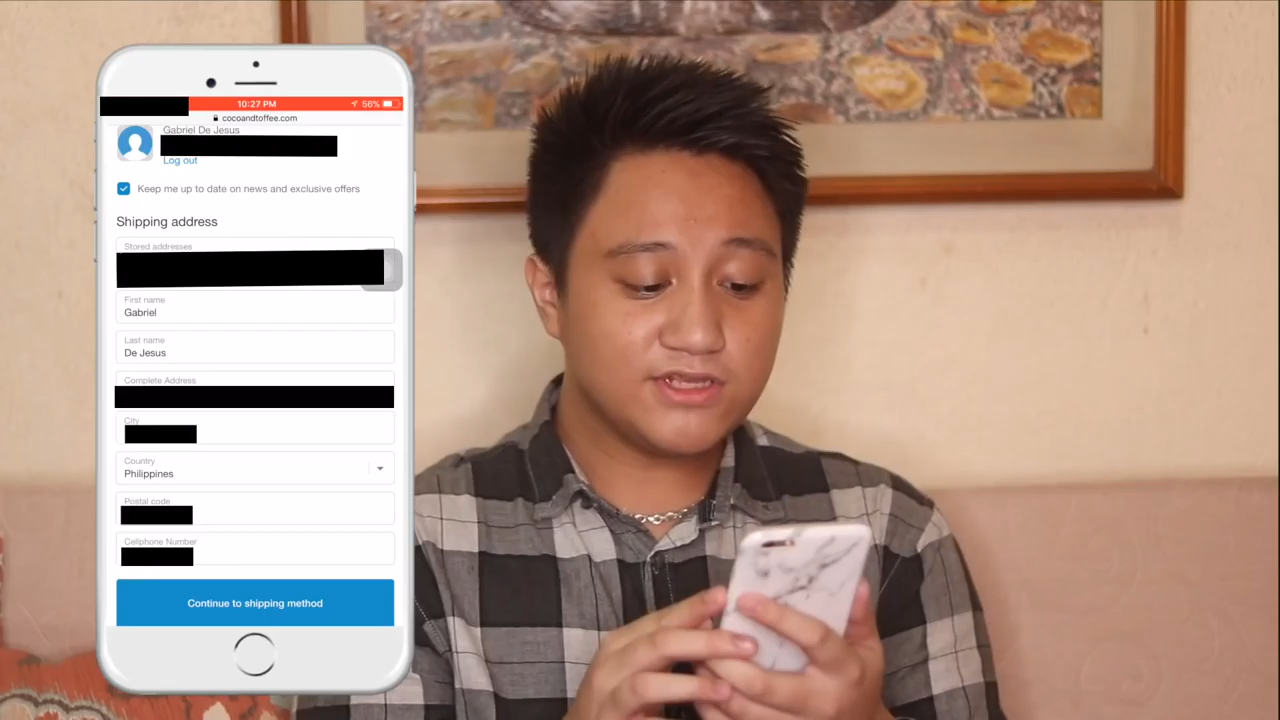 10:27 PM
56%
cocoandtoffee.com
Gabriel De Jesus
Log out
Keep me up to date on news and exclusive offers
Shipping address
Stored addresses
First name
Gabriel
Last name
De Jesus
Complete Address
City
Country
Philippines
Postal code
Cellphone Number
Continue to shipping method